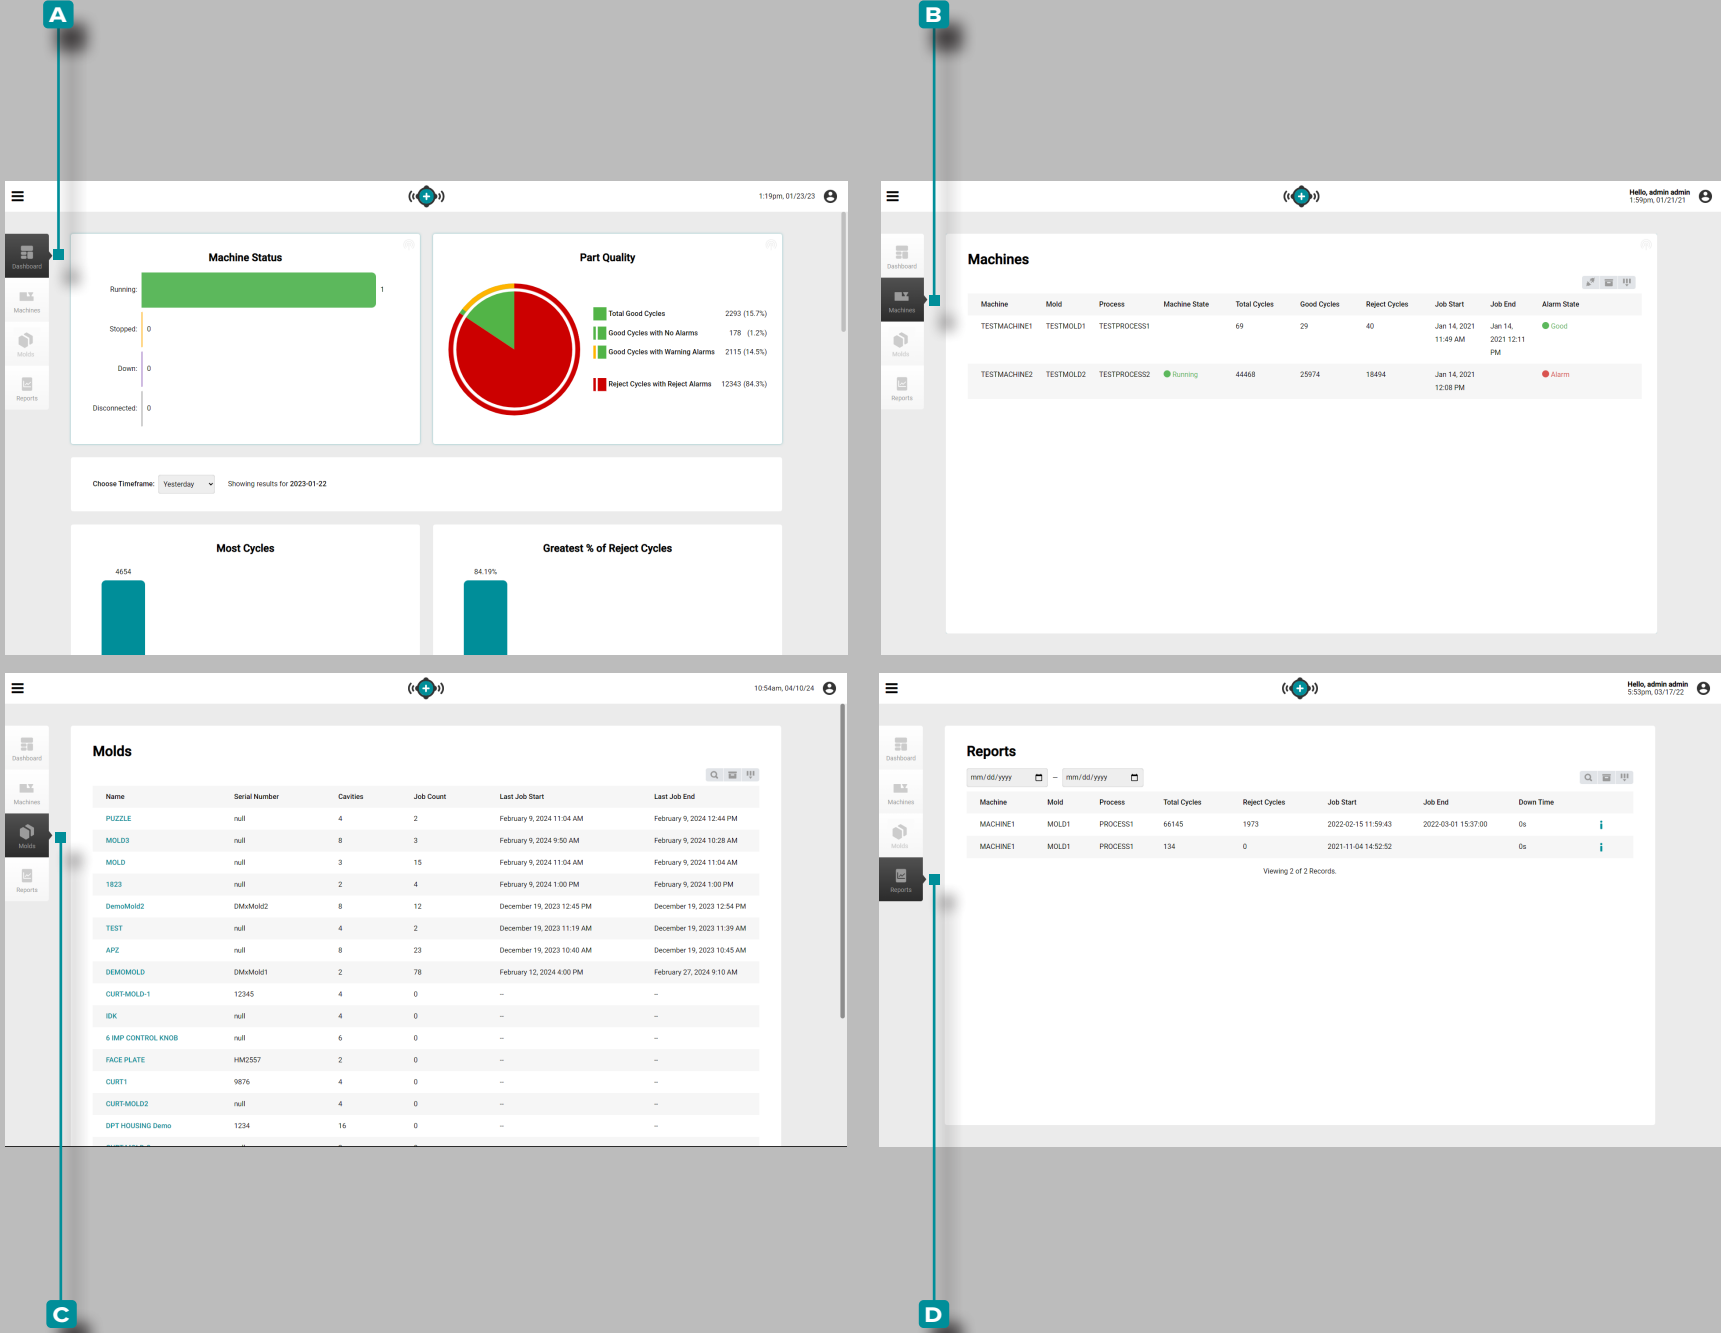 A
B
1:19pm, 01/23/23
Dashboard
Machines
Molds
Reports
Machine Status
Running: 1
Stopped: 0
Down: 0
Disconnected: 0
Part Quality
Total Good Cycles 2293 (15.7%)
Good Cycles with No Alarms 178 (1.2%)
Good Cycles with Warning Alarms 2115 (14.5%)
Reject Cycles with Reject Alarms 12343 (84.3%)
Choose Timeframe: Yesterday Showing results for 2023-01-22
Most Cycles
4654
Greatest % of Reject Cycles
84.19%
Hello, admin admin
1:59pm, 01/21/21
Dashboard
Machines
Molds
Reports
Machines
Machine Mold Process Machine State Total Cycles Good Cycles Reject Cycles Job Start Job End Alarm State
TESTMACHINE1 TESTMOLD1 TESTPROCESS1 69 29 40 Jan 14, 2021 Jan 14, Good
11:49 AM 2021 12:11
PM
TESTMACHINE2 TESTMOLD2 TESTPROCESS2 Running 44468 25974 18494 Jan 14, 2021 Alarm
12:08 PM
10:54am, 04/10/24
Dashboard
Machines
Molds
Reports
Molds
Name Serial Number Cavities Job Count Last Job Start Last Job End
PUZZLE null 4 2 February 9, 2024 11:04 AM February 9, 2024 12:44 PM
MOLD3 null 8 3 February 9, 2024 9:50 AM February 9, 2024 10:28 AM
MOLD null 3 15 February 9, 2024 11:04 AM February 9, 2024 11:04 AM
1823 null 2 4 February 9, 2024 1:00 PM February 9, 2024 1:00 PM
DemoMold2 DMxMold2 8 12 December 19, 2023 12:45 PM December 19, 2023 12:54 PM
TEST null 4 2 December 19, 2023 11:19 AM December 19, 2023 11:39 AM
APZ null 8 23 December 19, 2023 10:40 AM December 19, 2023 10:45 AM
DEMOMOLD DMxMold1 2 78 February 12, 2024 4:00 PM February 27, 2024 9:10 AM
CURT-MOLD-1 12345 4 0 -- --
IDK null 4 0 -- --
6 IMP CONTROL KNOB null 6 0 -- --
FACE PLATE HM2557 2 0 -- --
CURT1 9876 4 0 -- --
CURT-MOLD2 null 4 0 -- --
DPT HOUSING Demo 1234 16 0 -- --
Hello, admin admin
5:53pm, 03/17/22
Dashboard
Machines
Molds
Reports
Reports
mm/dd/yyyy – mm/dd/yyyy
Machine Mold Process Total Cycles Reject Cycles Job Start Job End Down Time
MACHINE1 MOLD1 PROCESS1 66145 1973 2022-02-15 11:59:43 2022-03-01 15:37:00 0s
MACHINE1 MOLD1 PROCESS1 134 0 2021-11-04 14:52:52 0s
Viewing 2 of 2 Records.
C
D